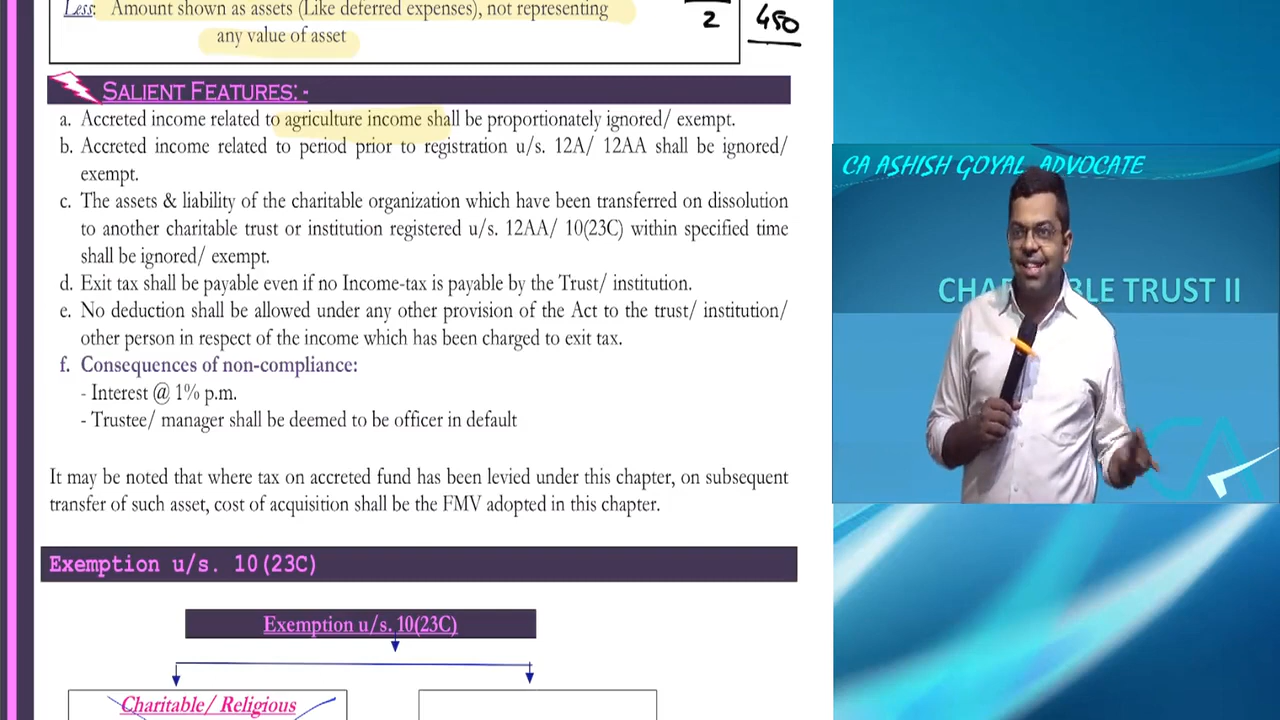 Less: Amount shown as assets (Like deferred expenses), not representing
any value of asset
2
450
SALIENT FEATURES: -
a. Accreted income related to agriculture income shall be proportionately ignored/ exempt.
b. Accreted income related to period prior to registration u/s. 12A/ 12AA shall be ignored/
exempt.
c. The assets & liability of the charitable organization which have been transferred on dissolution
to another charitable trust or institution registered u/s. 12AA/ 10(23C) within specified time
shall be ignored/ exempt.
d. Exit tax shall be payable even if no Income-tax is payable by the Trust/ institution.
e. No deduction shall be allowed under any other provision of the Act to the trust/ institution/
other person in respect of the income which has been charged to exit tax.
f. Consequences of non-compliance:
- Interest @ 1% p.m.
- Trustee/ manager shall be deemed to be officer in default
It may be noted that where tax on accreted fund has been levied under this chapter, on subsequent
transfer of such asset, cost of acquisition shall be the FMV adopted in this chapter.
Exemption u/s. 10(23C)
Exemption u/s. 10(23C)
Charitable/ Religious
CA ASHISH GOYAL ADVOCATE
TRUST II
CA